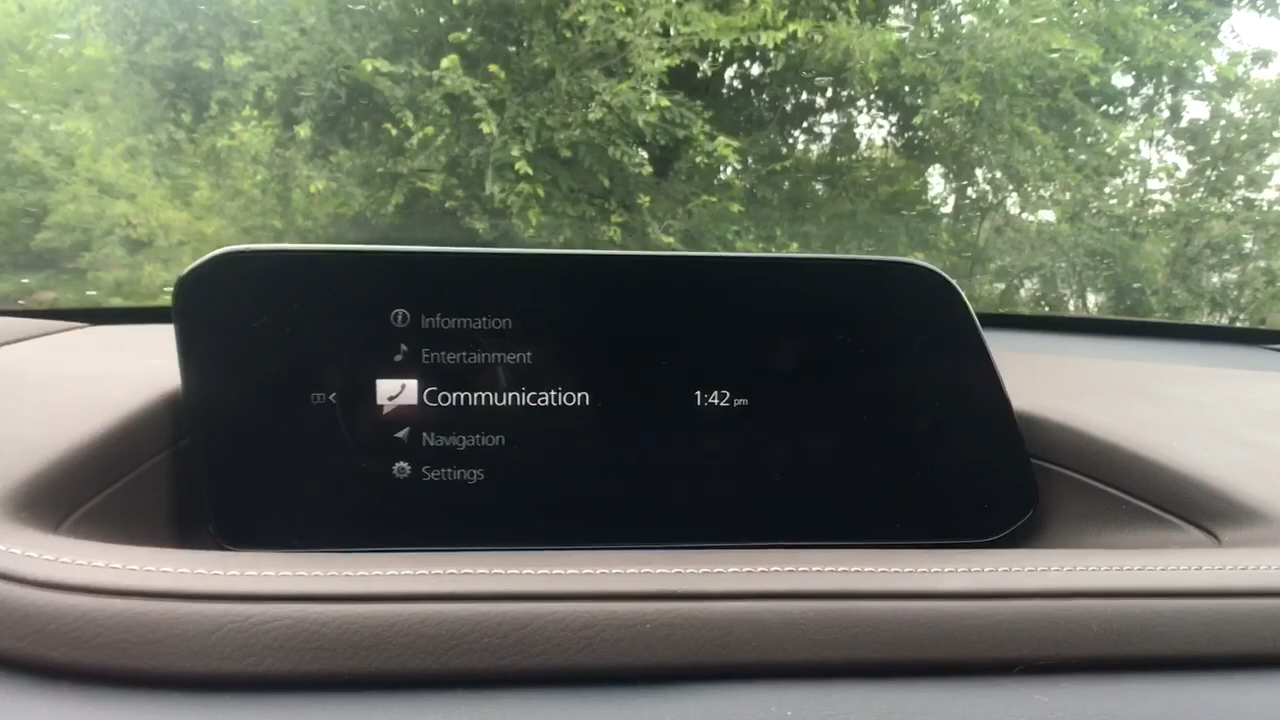 Information
Entertainment
Communication
1:42 pm
Navigation
Settings